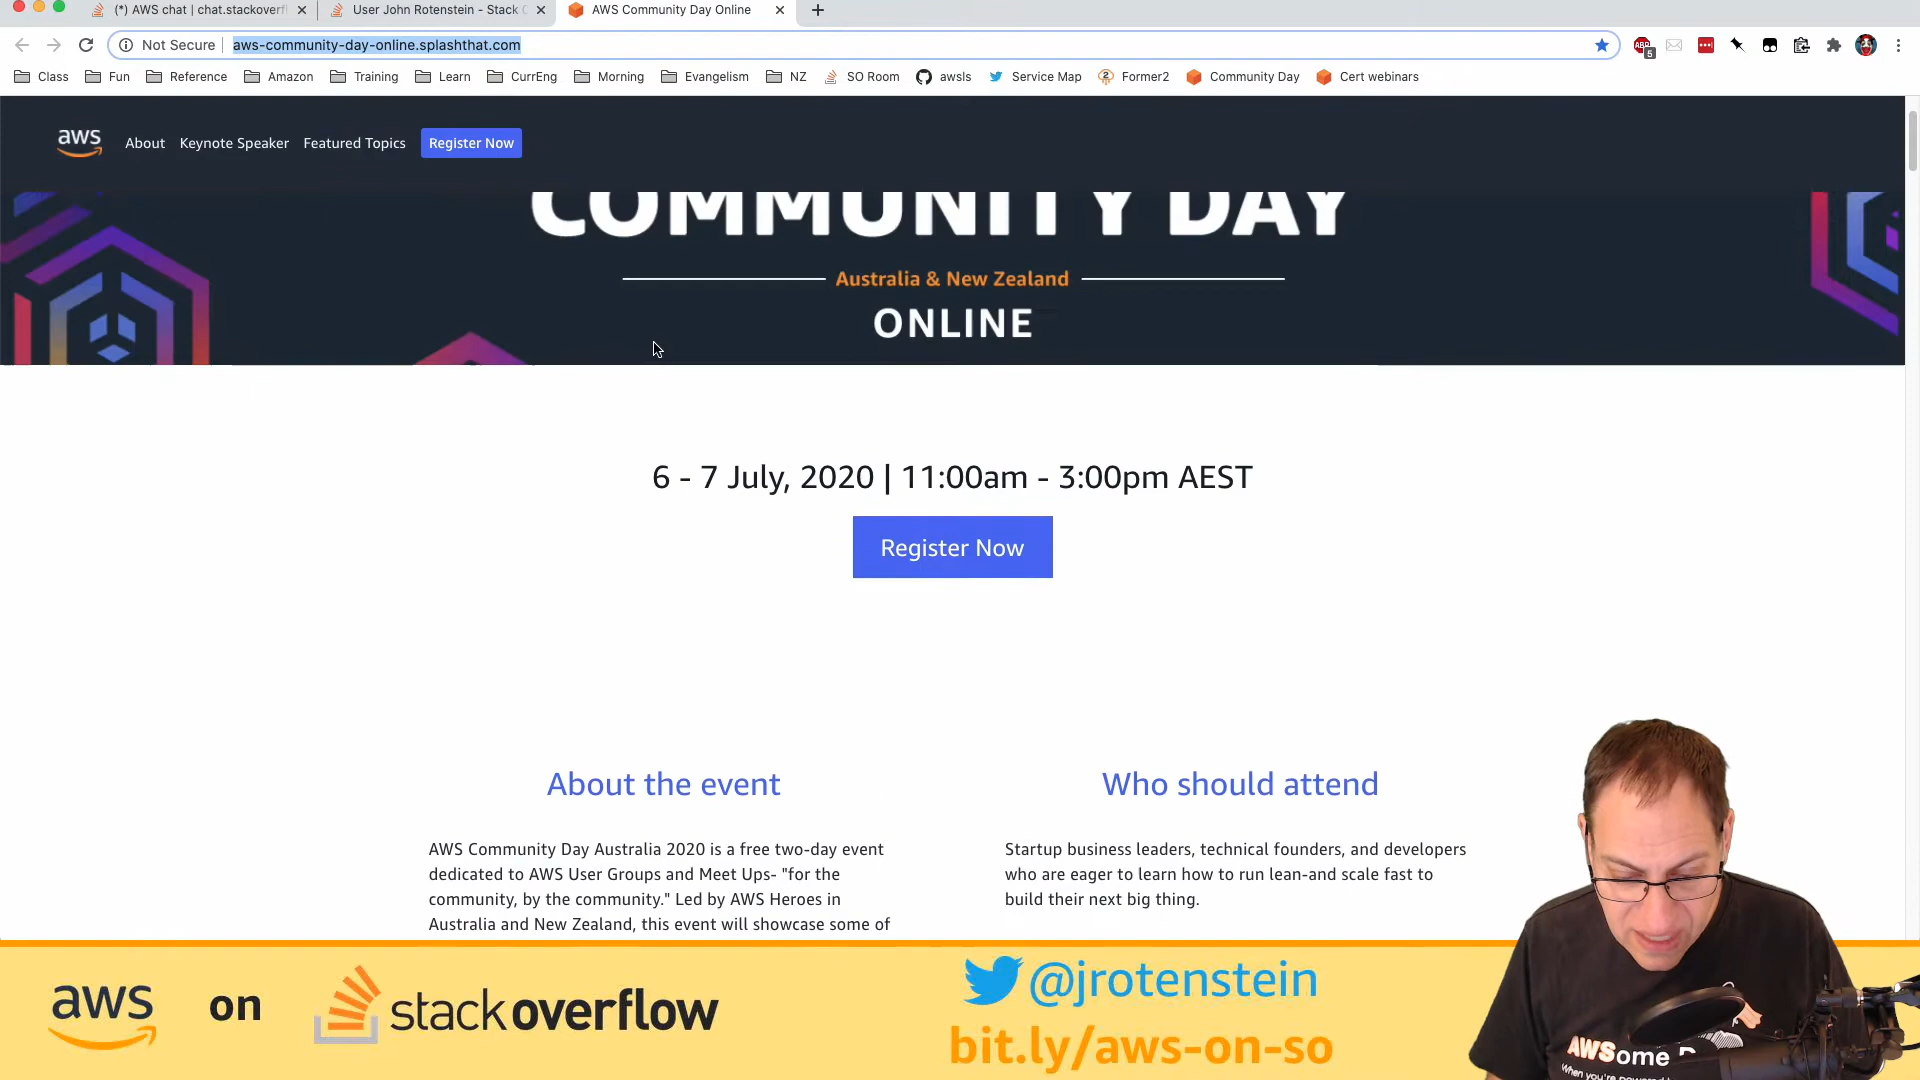 (*) AWS chat | chat.stackoverfl
User John Rotenstein - Stack O
AWS Community Day Online
Not Secure
aws-community-day-online.splashthat.com
ABP
5
Class
Fun
Reference
Amazon
Training
Learn
CurrEng
Morning
Evangelism
NZ
SO Room
awsls
Service Map
Former2
Community Day
Cert webinars
aws
About
Keynote Speaker
Featured Topics
Register Now
COMMUNITY DAY
Australia & New Zealand
ONLINE
6 - 7 July, 2020 | 11:00am - 3:00pm AEST
Register Now
About the event
AWS Community Day Australia 2020 is a free two-day event
dedicated to AWS User Groups and Meet Ups- "for the
community, by the community." Led by AWS Heroes in
Australia and New Zealand, this event will showcase some of
Who should attend
Startup business leaders, technical founders, and developers
who are eager to learn how to run lean-and scale fast to
build their next big thing.
aws on stackoverflow
@jrotenstein
bit.ly/aws-on-so
AWSome D
When you're powered